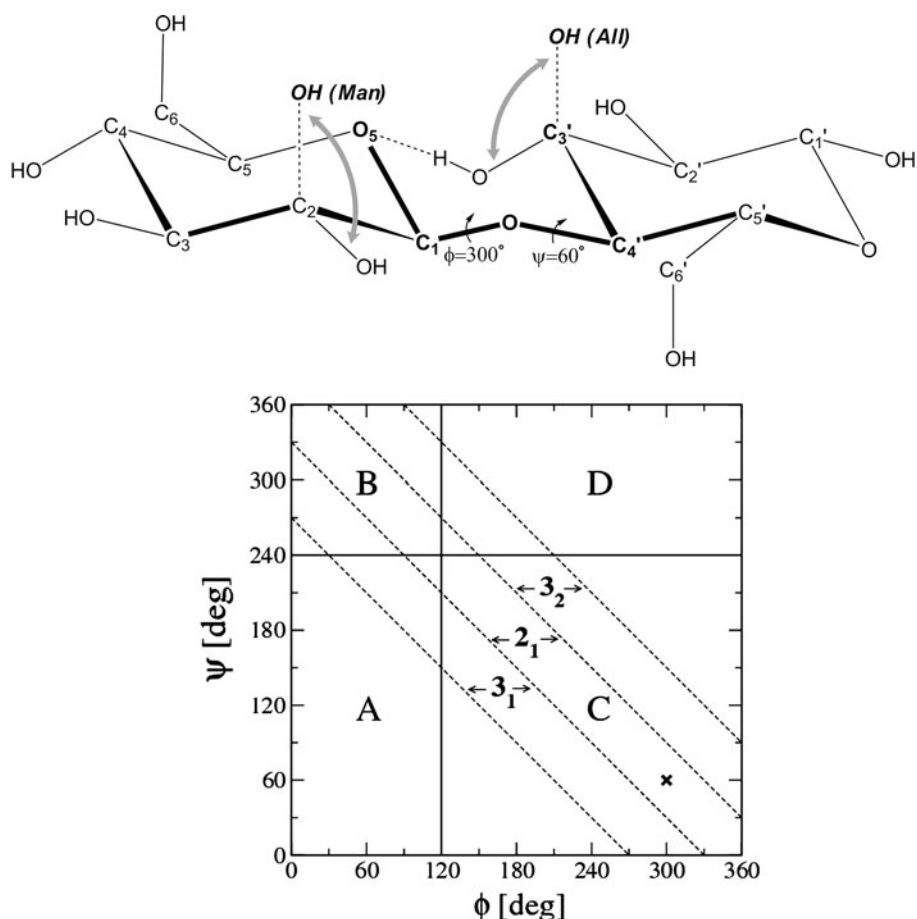 OH
OH (All)
OH (Man)
C6
HO
C4
O5
C3'
C1'
H
C5
O
C2'
OH
HO
C2
HO
C5'
C3
O
C1
C4'
O
OH
ϕ=300°
ψ=60°
C6'
OH
360
B
D
300
240
32
ψ [deg]
180
21
31
120
A
C
60
0
0 60 120 180 240 300 360
ϕ [deg]